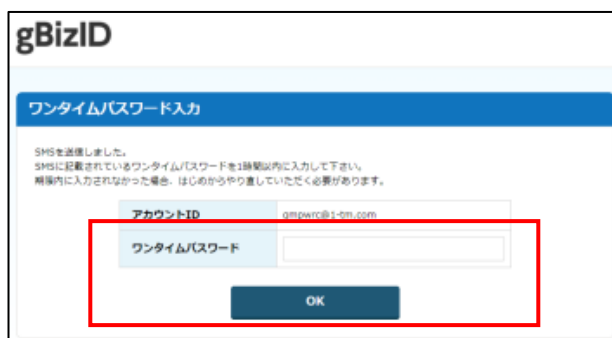 gBizID
ワンタイムパスワード入力
SMSを送信しました。
SMSに記載されているワンタイムパスワードを1時間以内に入力して下さい。
期限内に入力されなかった場合、はじめからやり直していただく必要があります。
アカウントID gmpwrc@1-tm.com
ワンタイムパスワード
OK